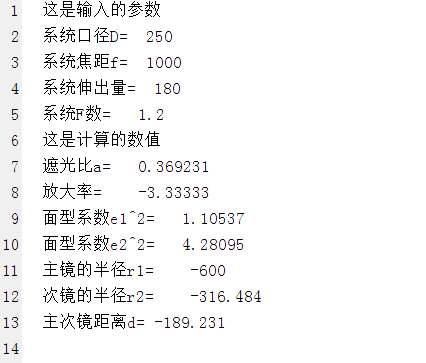 1 这是输入的参数
2 系统口径D=  250
3 系统焦距f=  1000
4 系统伸出量=  180
5 系统F数=   1.2
6 这是计算的数值
7 遮光比a=   0.369231
8 放大率=    -3.33333
9 面型系数e1^2=   1.10537
10 面型系数e2^2=   4.28095
11 主镜的半径r1=    -600
12 次镜的半径r2=    -316.484
13 主次镜距离d= -189.231
14